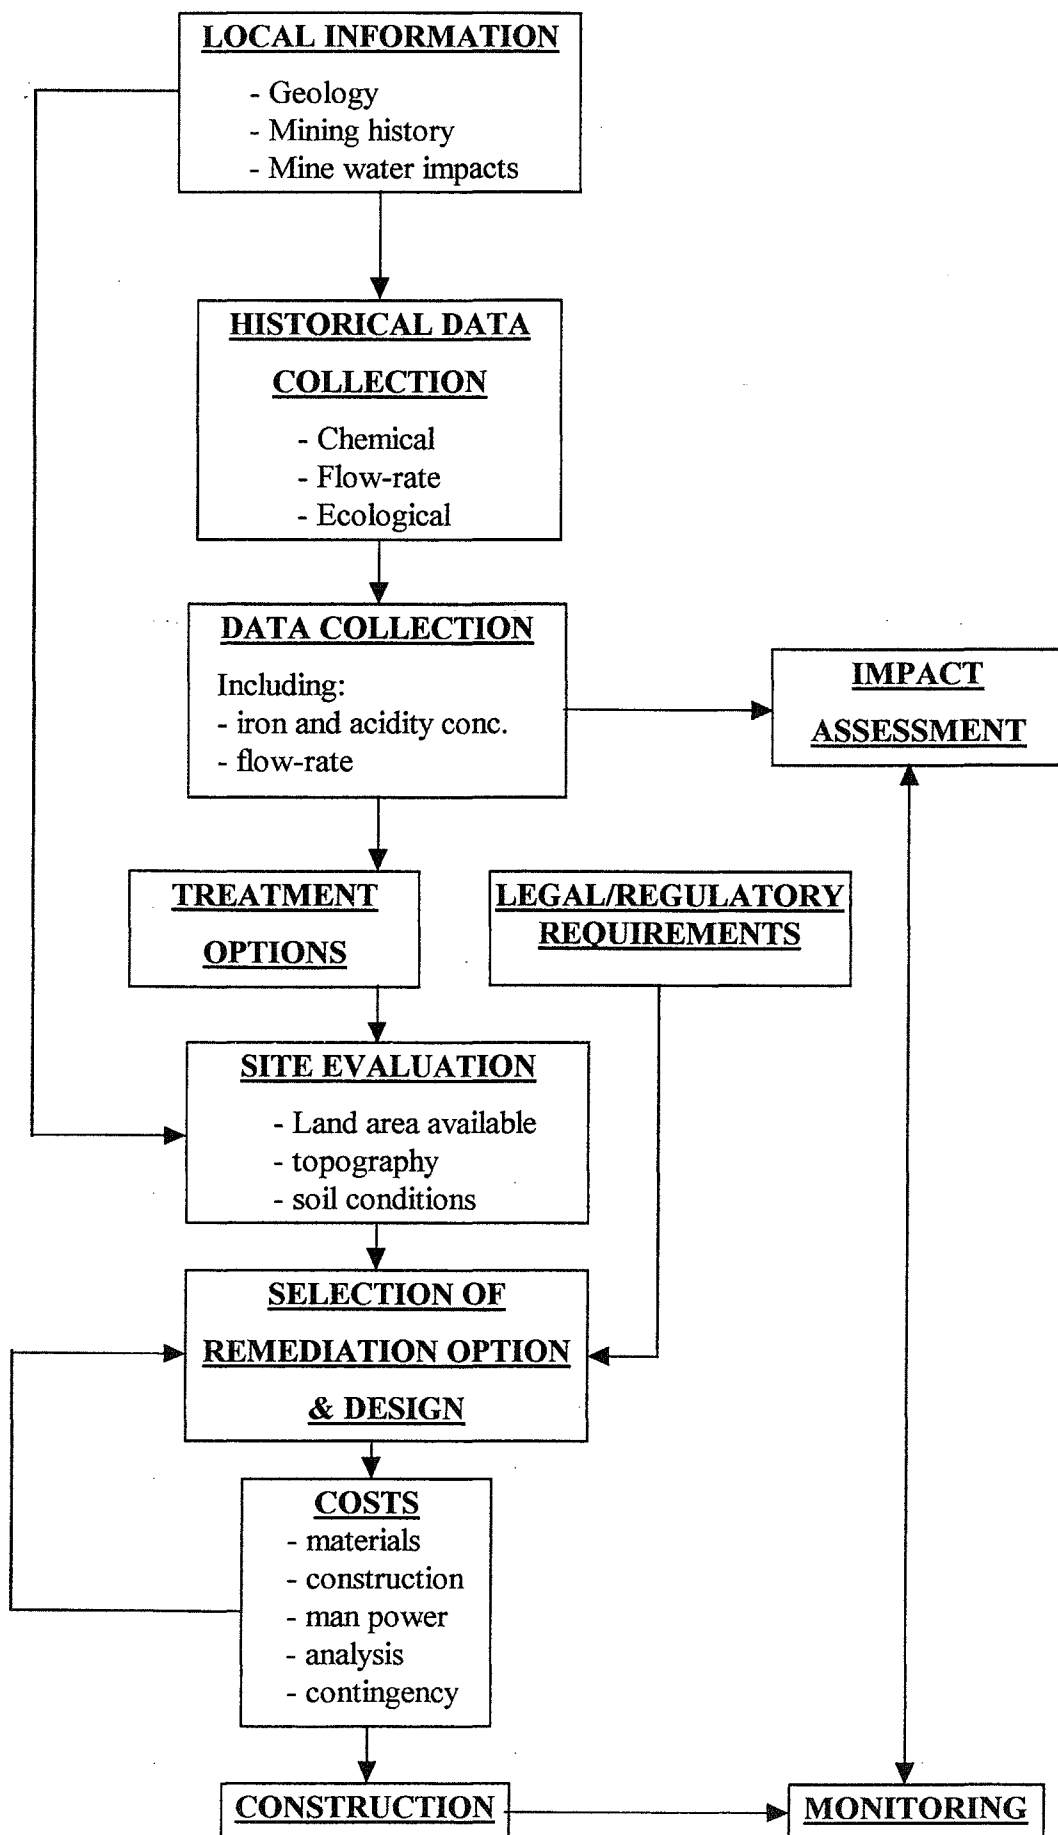 LOCAL INFORMATION
- Geology
- Mining history
- Mine water impacts
HISTORICAL DATA
COLLECTION
- Chemical
- Flow-rate
- Ecological
DATA COLLECTION
Including:
- iron and acidity conc.
- flow-rate
IMPACT
ASSESSMENT
TREATMENT
OPTIONS
LEGAL/REGULATORY
REQUIREMENTS
SITE EVALUATION
- Land area available
- topography
- soil conditions
SELECTION OF
REMEDIATION OPTION
& DESIGN
COSTS
- materials
- construction
- man power
- analysis
- contingency
CONSTRUCTION
MONITORING